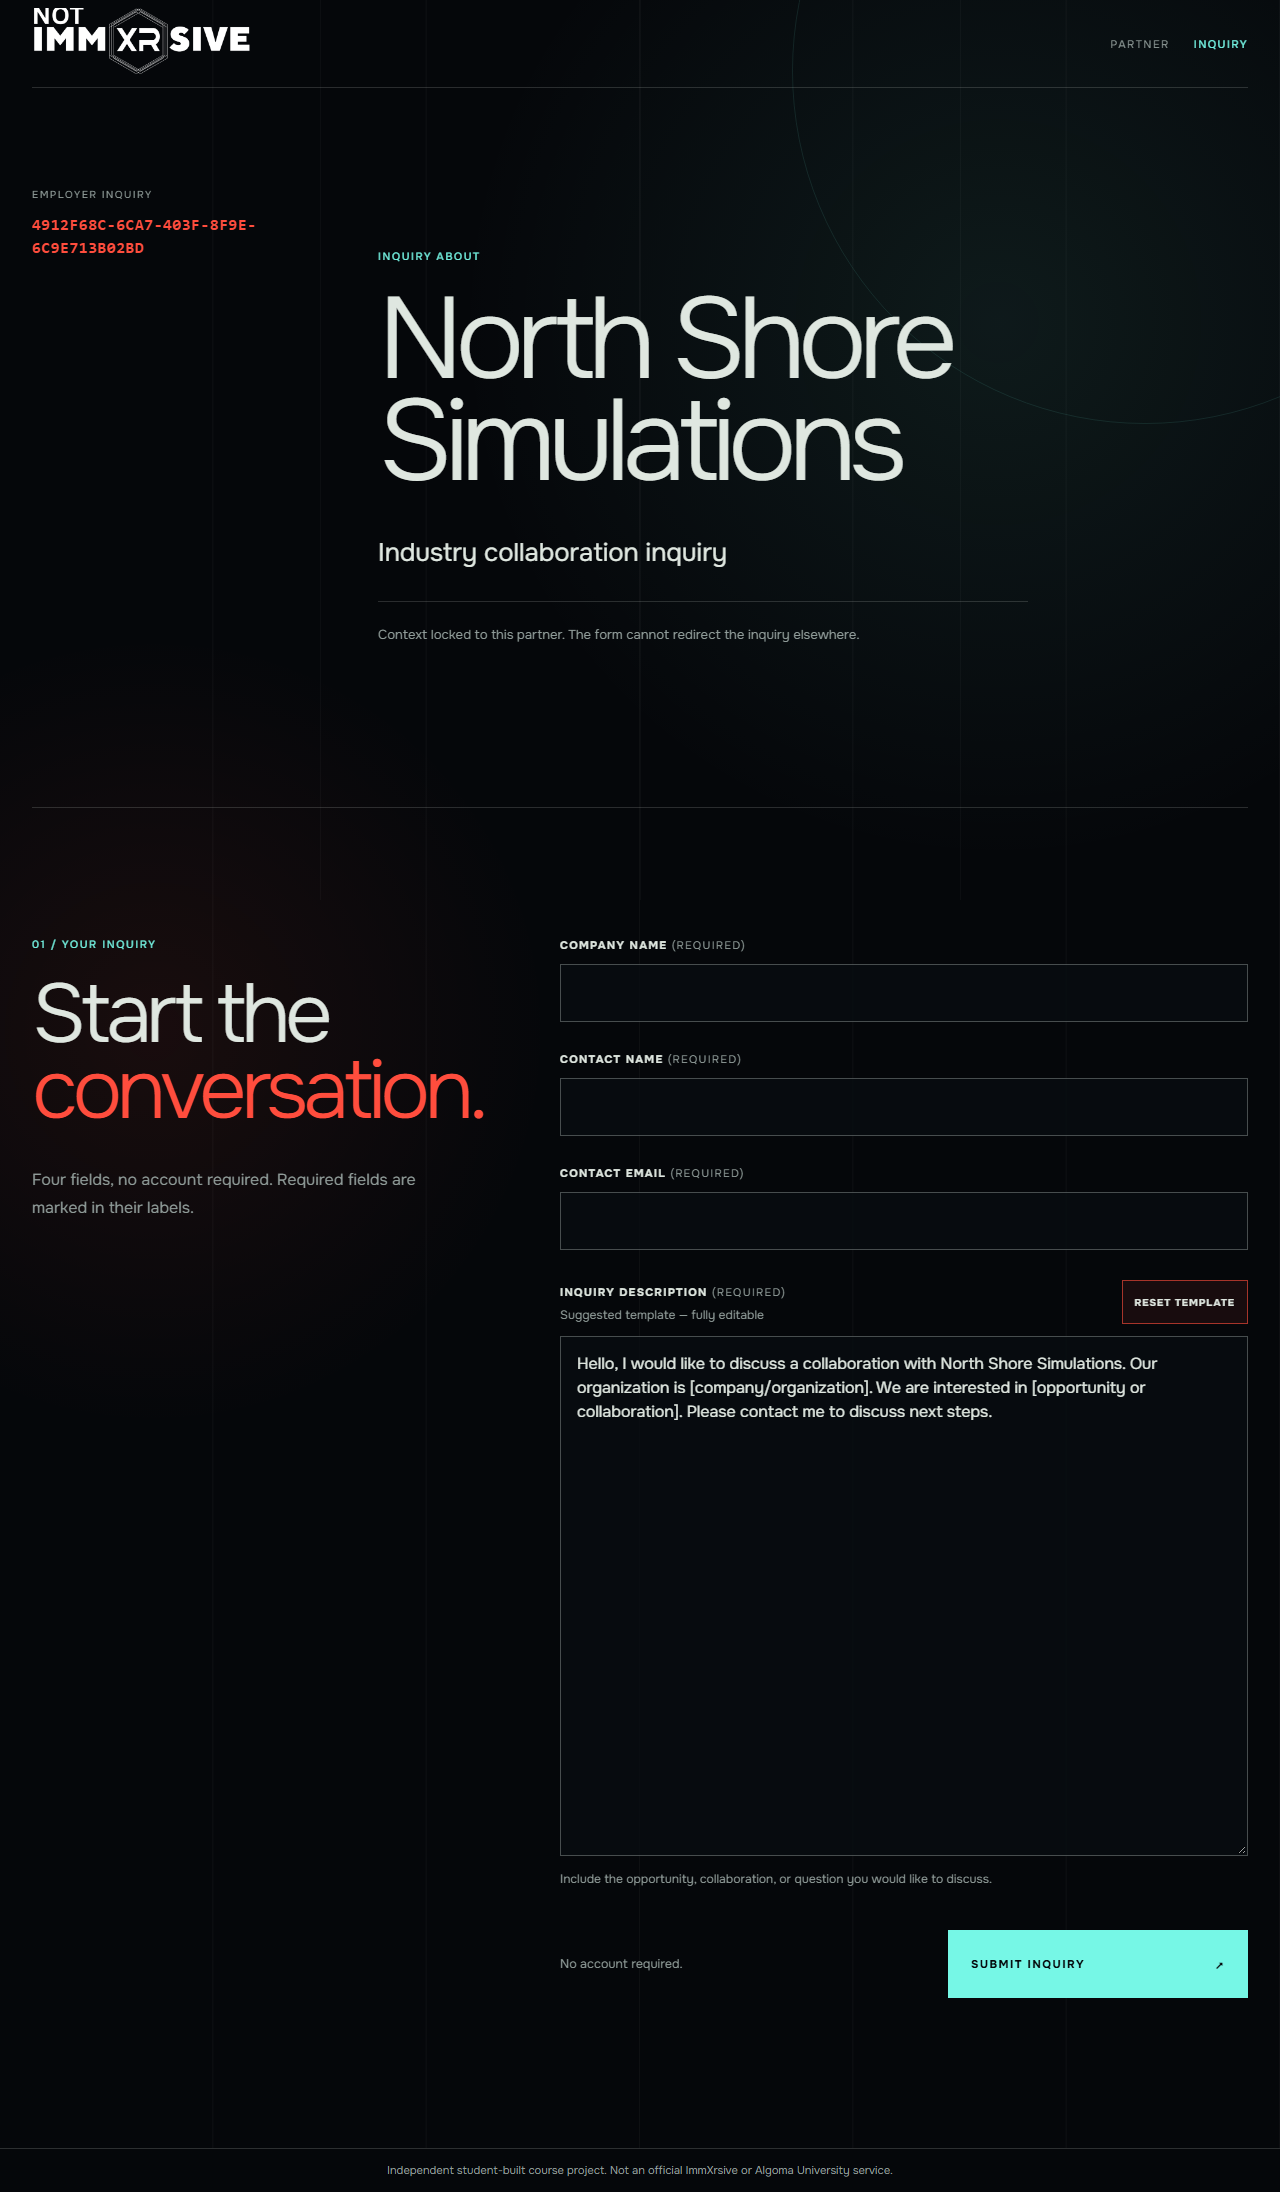 NOT
IMMXRSIVE
PARTNER INQUIRY
EMPLOYER INQUIRY
4912F68C-6CA7-403F-8F9E-
6C9E713B02BD
INQUIRY ABOUT
North Shore
Simulations
Industry collaboration inquiry
Context locked to this partner. The form cannot redirect the inquiry elsewhere.
01 / YOUR INQUIRY
Start the
conversation.
Four fields, no account required. Required fields are
marked in their labels.
COMPANY NAME (REQUIRED)
CONTACT NAME (REQUIRED)
CONTACT EMAIL (REQUIRED)
INQUIRY DESCRIPTION (REQUIRED)
Suggested template — fully editable
RESET TEMPLATE
Hello, I would like to discuss a collaboration with North Shore Simulations. Our
organization is [company/organization]. We are interested in [opportunity or
collaboration]. Please contact me to discuss next steps.
Include the opportunity, collaboration, or question you would like to discuss.
No account required.
SUBMIT INQUIRY ↗
Independent student-built course project. Not an official ImmXrsive or Algoma University service.